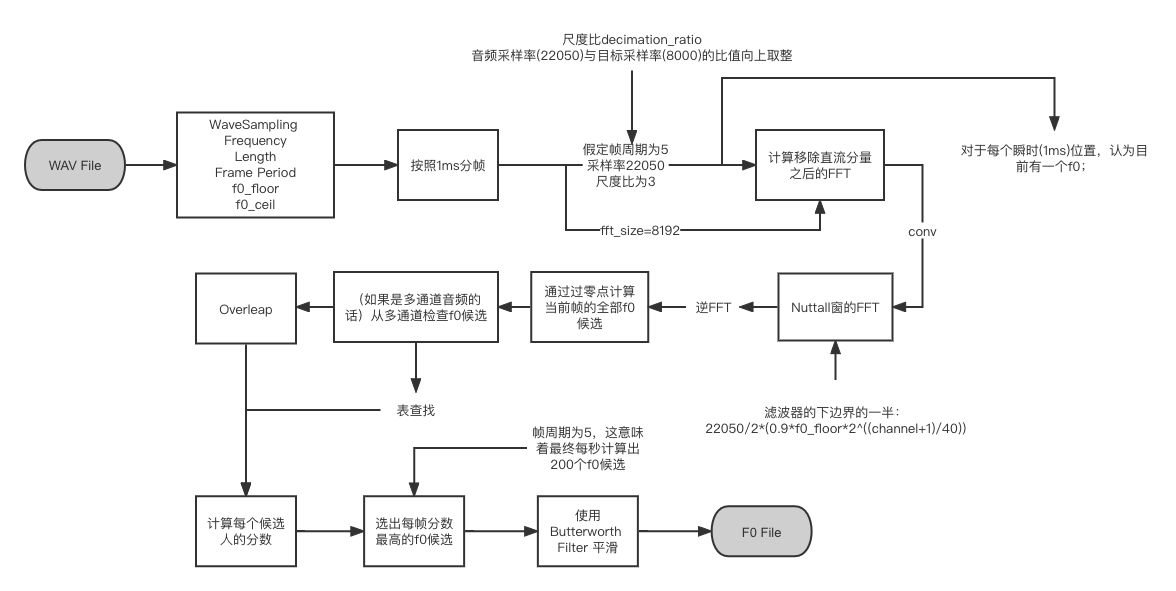 尺度比decimation_ratio
音频采样率(22050)与目标采样率(8000)的比值向上取整
WAV File
WaveSampling
Frequency
Length
Frame Period
f0_floor
f0_ceil
按照1ms分帧
假定帧周期为5
采样率22050
尺度比为3
计算移除直流分量
之后的FFT
对于每个瞬时(1ms)位置，认为目
前有一个f0;
fft_size=8192
conv
Overleap
（如果是多通道音频的
话）从多通道检查f0候选
通过过零点计算
当前帧的全部f0
候选
逆FFT
Nuttall窗的FFT
表查找
滤波器的下边界的一半：
22050/2*(0.9*f0_floor*2^((channel+1)/40))
帧周期为5，这意味
着最终每秒计算出
200个f0候选
计算每个候选
人的分数
选出每帧分数
最高的f0候选
使用
Butterworth
Filter 平滑
F0 File